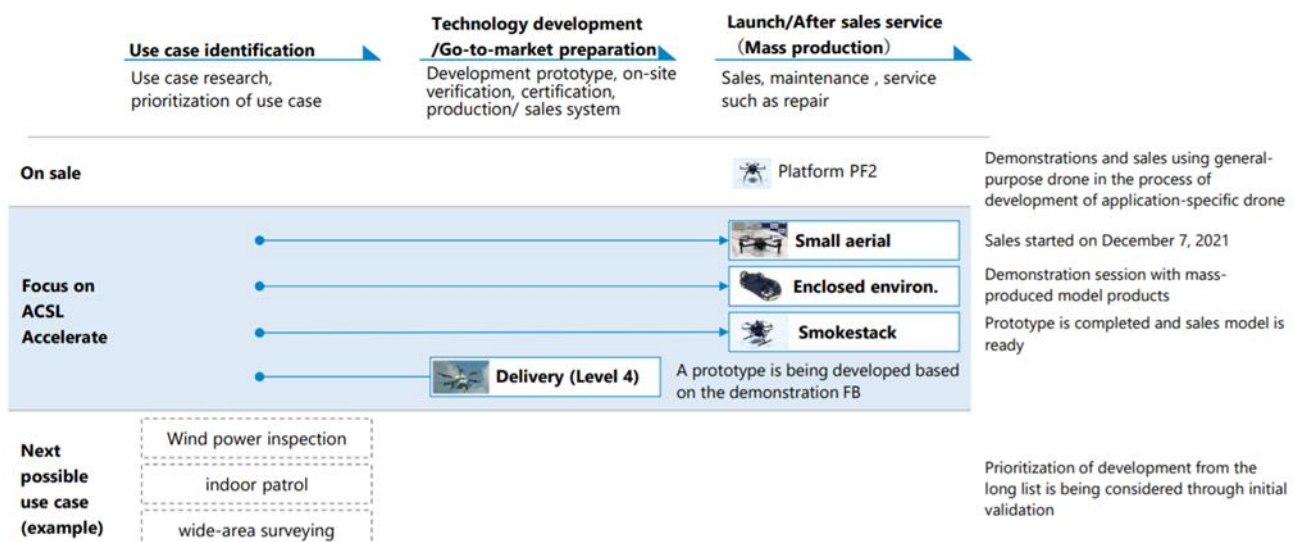 Use case identification
Use case research,
prioritization of use case
Technology development
/Go-to-market preparation
Development prototype, on-site
verification, certification,
production/ sales system
Launch/After sales service
（Mass production）
Sales, maintenance , service
such as repair
On sale
Platform PF2
Demonstrations and sales using general-
purpose drone in the process of
development of application-specific drone
Focus on
ACSL
Accelerate
Small aerial
Sales started on December 7, 2021
Enclosed environ.
Demonstration session with mass-
produced model products
Smokestack
Prototype is completed and sales model is
ready
Delivery (Level 4)
A prototype is being developed based
on the demonstration FB
Next
possible
use case
(example)
Wind power inspection
indoor patrol
wide-area surveying
Prioritization of development from the
long list is being considered through initial
validation